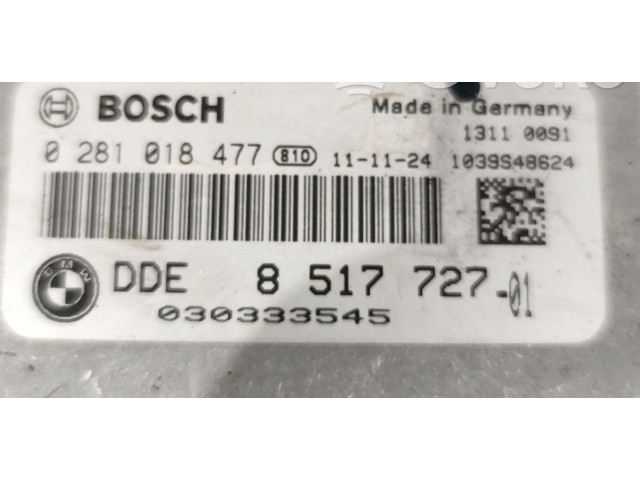 BOSCH Made in Germany
1311 0091
0 281 018 477 810 11-11-24 1039S48624
BMW DDE 8 517 727-01
030333545